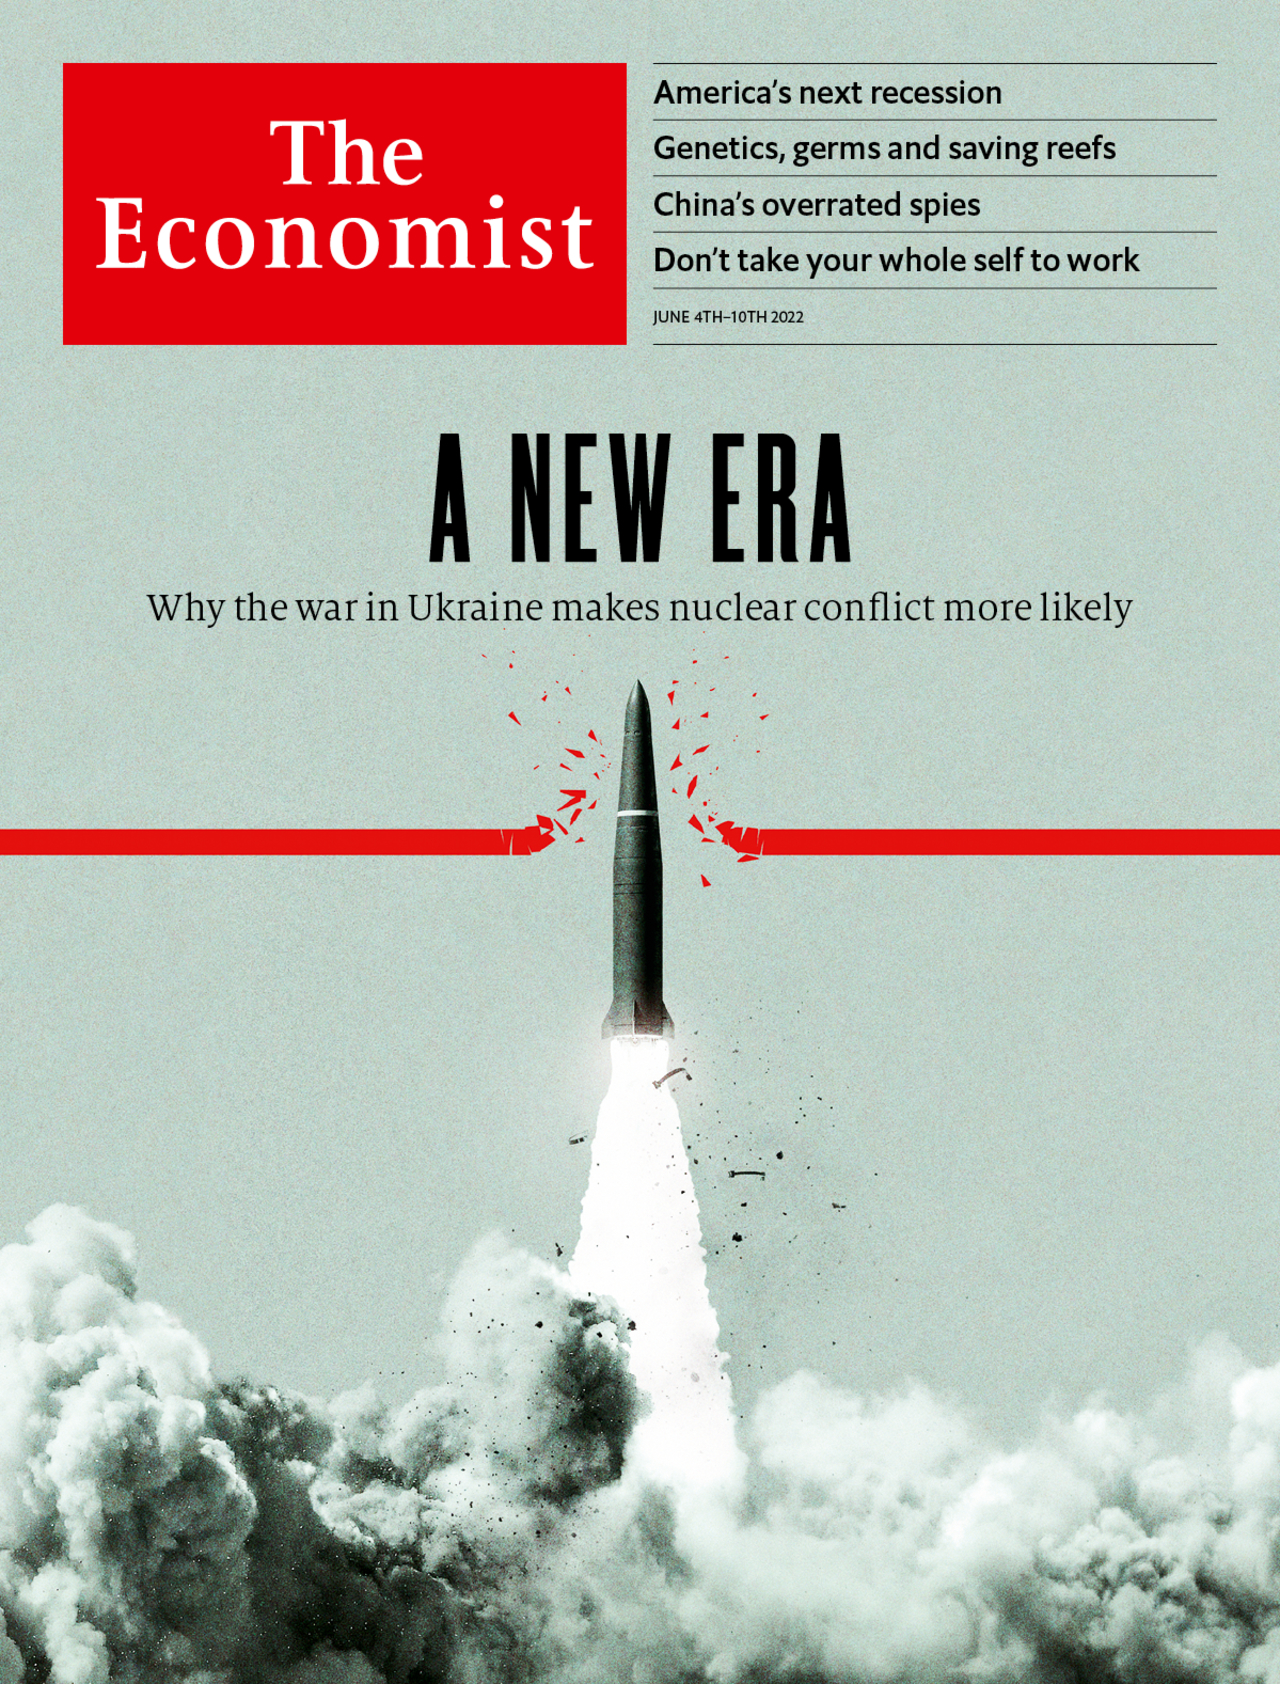 The
Economist
America’s next recession
Genetics, germs and saving reefs
China’s overrated spies
Don’t take your whole self to work
JUNE 4TH–10TH 2022
A NEW ERA
Why the war in Ukraine makes nuclear conflict more likely